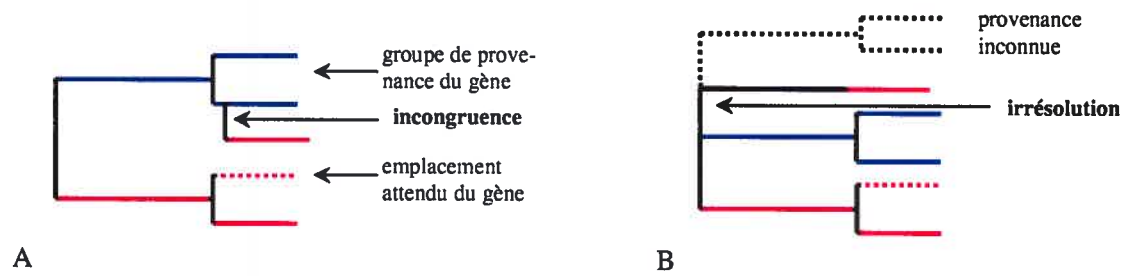 groupe de prove-
nance du gène
incongruence
emplacement
attendu du gène
A
provenance
inconnue
irrésolution
B